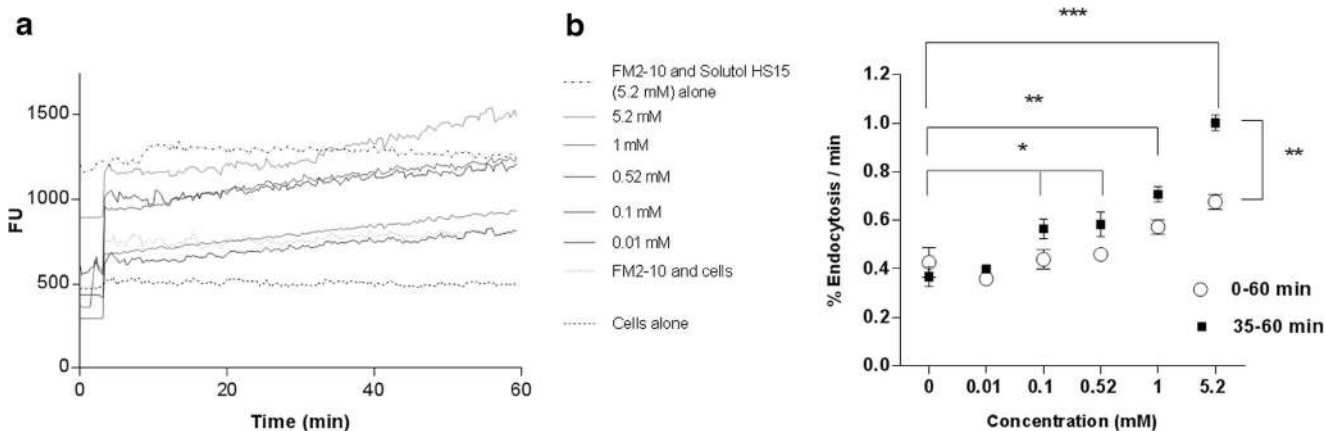 a
FU
1500
1000
500
0
0
20
40
60
Time (min)
FM2-10 and Solutol HS15
(5.2 mM) alone
5.2 mM
1 mM
0.52 mM
0.1 mM
0.01 mM
FM2-10 and cells
Cells alone
b
% Endocytosis / min
1.2
1.0
0.8
0.6
0.4
0.2
0.0
***
**
*
**
0-60 min
35-60 min
0
0.01
0.1
0.52
1
5.2
Concentration (mM)